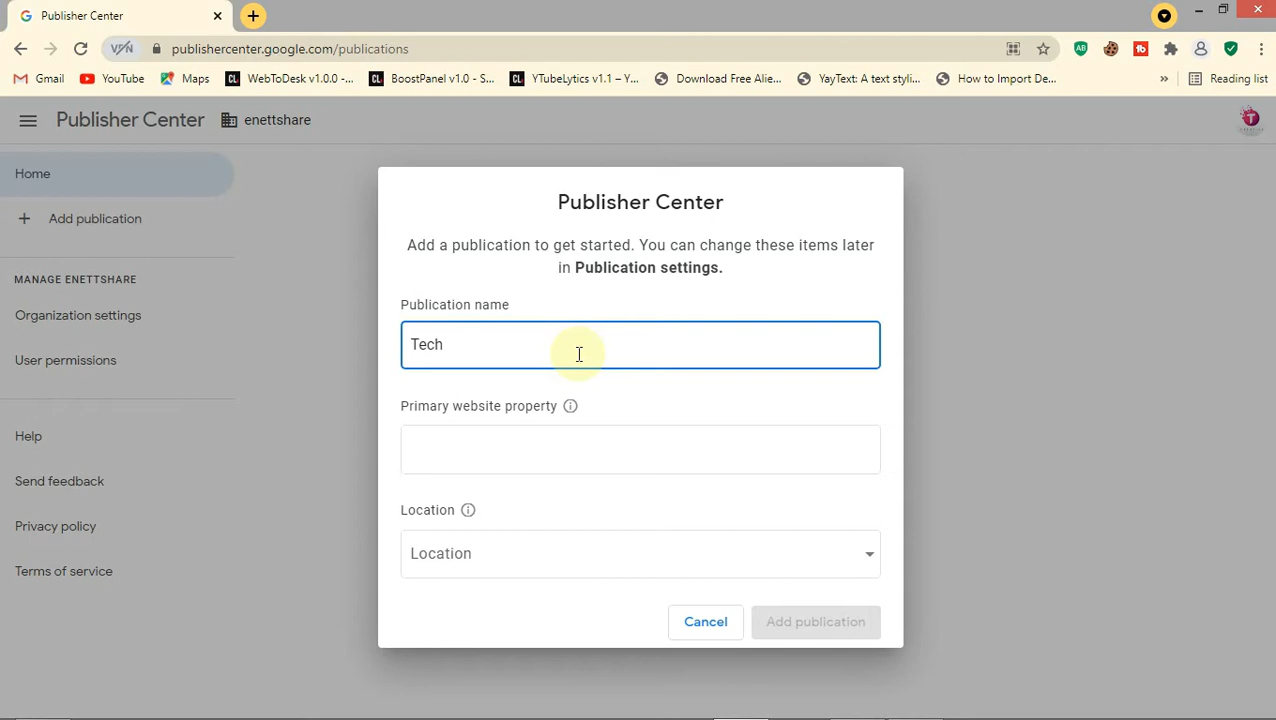 Publisher Center
publishercenter.google.com/publications
Gmail
YouTube
Maps
WebToDesk v1.0.0 -...
BoostPanel v1.0 - S...
YTubeLytics v1.1 – Y...
Download Free Alie...
YayText: A text styli...
How to Import De...
»
Reading list
Publisher Center
enettshare
Home
Add publication
MANAGE ENETTSHARE
Organization settings
User permissions
Help
Send feedback
Privacy policy
Terms of service
Publisher Center
Add a publication to get started. You can change these items later
in Publication settings.
Publication name
Tech
Primary website property
Location
Location
Cancel
Add publication